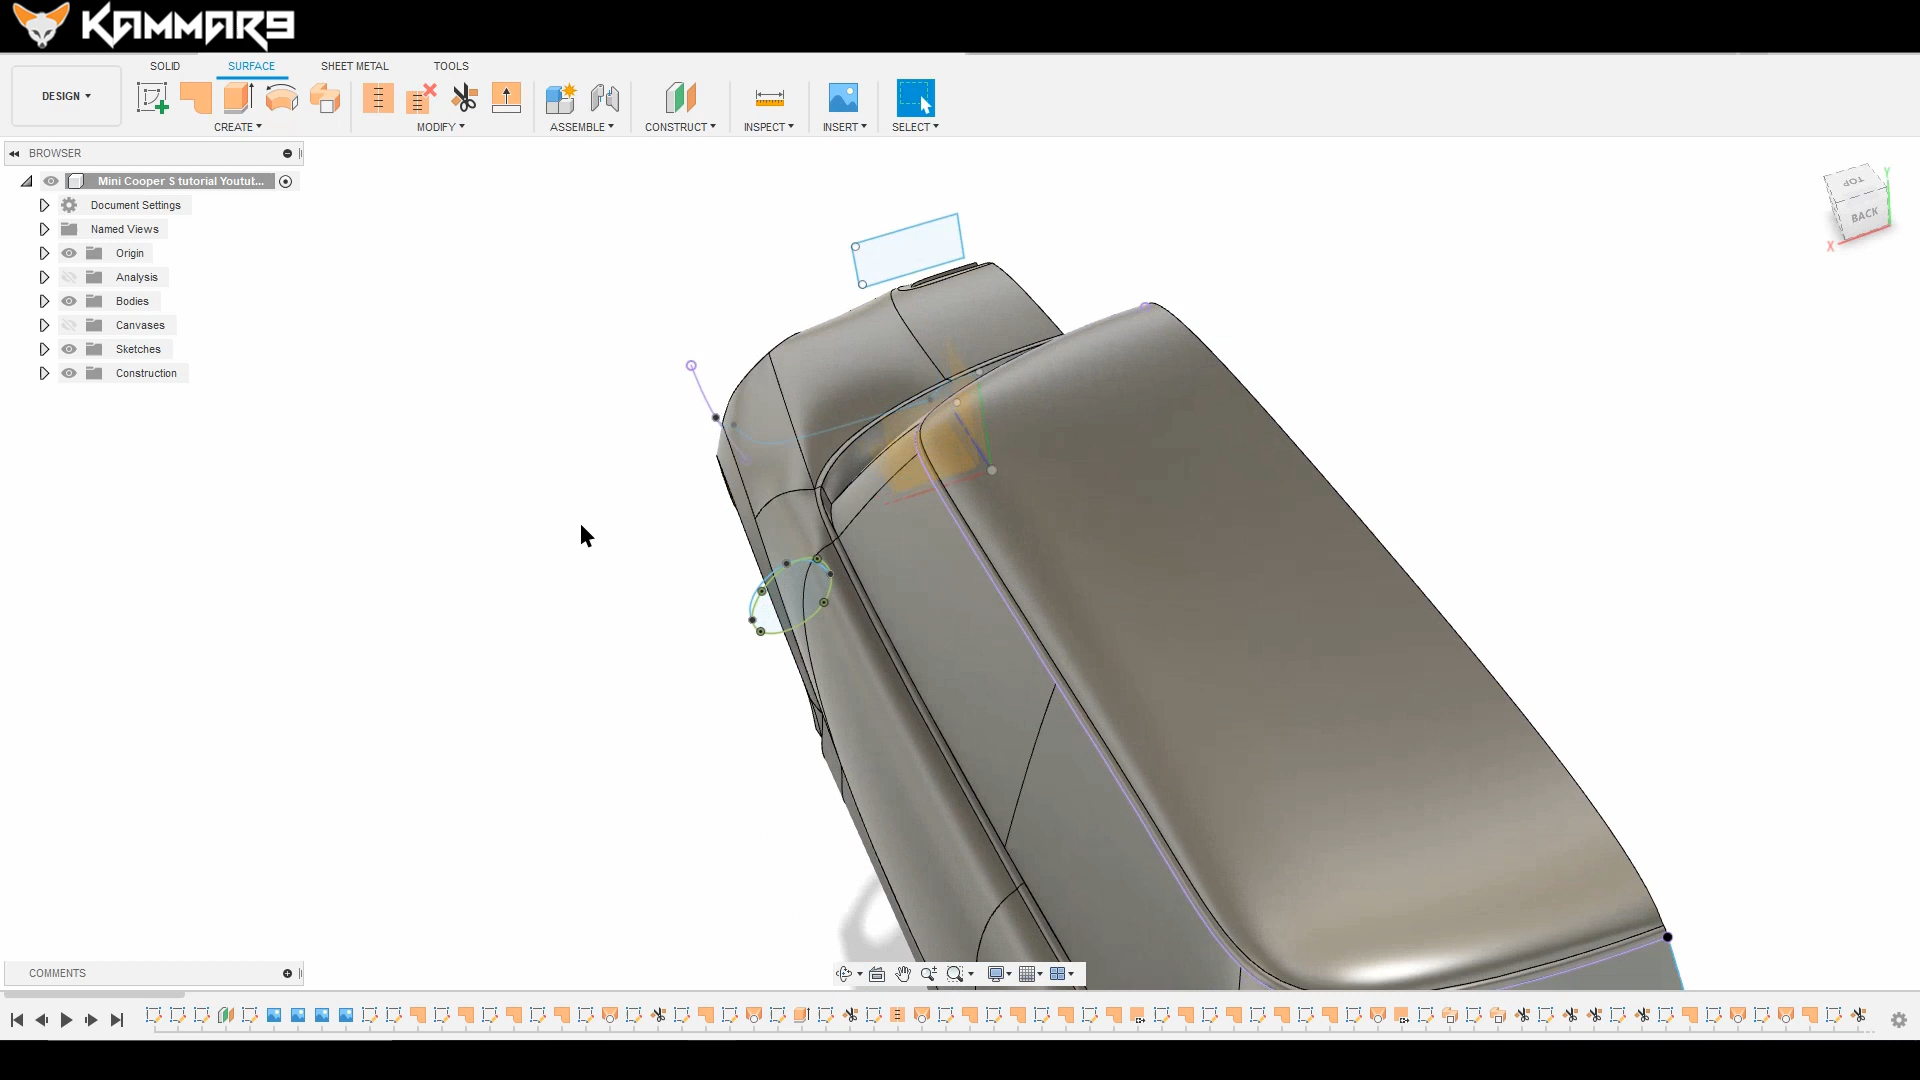 KAMMAR9
SOLID SURFACE SHEET METAL TOOLS
DESIGN
CREATE MODIFY ASSEMBLE CONSTRUCT INSPECT INSERT SELECT
BROWSER
Mini Cooper S tutorial Youtut...
Document Settings
Named Views
Origin
Analysis
Bodies
Canvases
Sketches
Construction
TOP
BACK
Y
X
COMMENTS